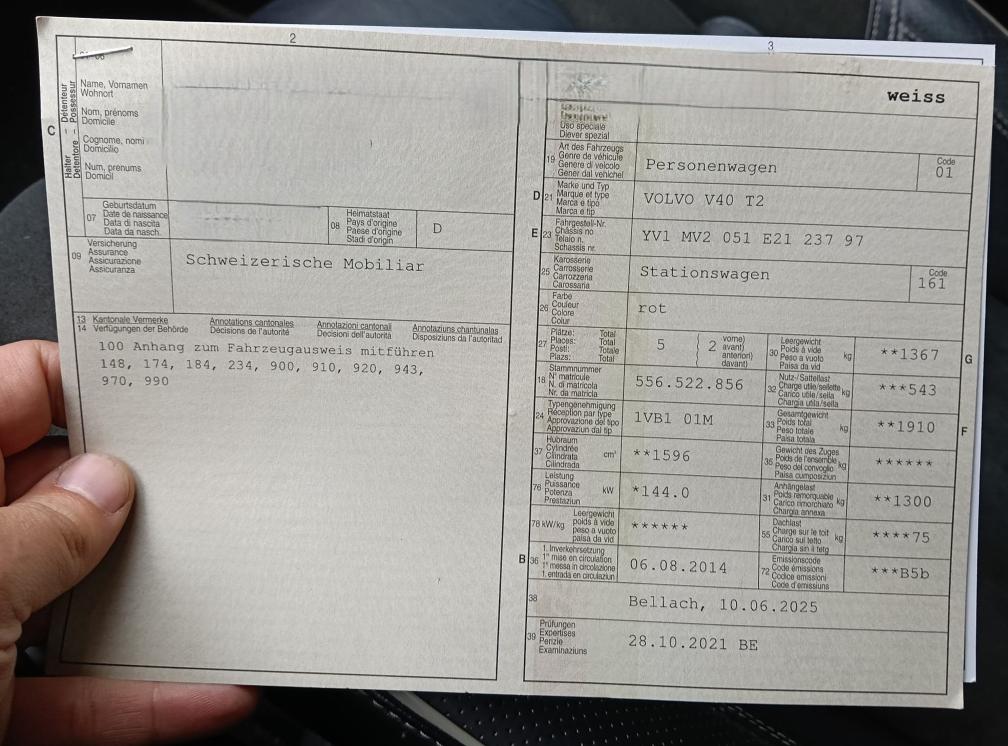 2
3
C
Halter – Détenteur
Detentore – Possessur
Name, Vornamen
Wohnort
Nom, prénoms
Domicile
Cognome, nomi
Domicilio
Num, prenums
Domicil
07
Geburtsdatum
Date de naissance
Data di nascita
Data da nasch.
08
Heimatstaat
Pays d'origine
Paese d'origine
Stadi d'origin
D
09
Versicherung
Assurance
Assicurazione
Assicuranza
Schweizerische Mobiliar
13 Kantonale Vermerke Annotations cantonales Annotazioni cantonali Annotaziuns chantunalas
14 Verfügungen der Behörde Décisions de l'autorité Decisioni dell'autorità Disposiziuns da l'autoritad
100 Anhang zum Fahrzeugausweis mitführen
148, 174, 184, 234, 900, 910, 920, 943,
970, 990
weiss
Uso speciale
Diever spezial
19
Art des Fahrzeugs
Genre de véhicule
Genere di veicolo
Gener dal vehichel
Personenwagen
Code
01
D 21
Marke und Typ
Marque et type
Marca e tipo
Marca e tip
VOLVO V40 T2
E 23
Fahrgestell-Nr.
Châssis no
Telaio n.
Schassis nr.
YV1 MV2 051 E21 237 97
25
Karosserie
Carrosserie
Carrozzeria
Carossaria
Stationswagen
Code
161
26
Farbe
Couleur
Colore
Colur
rot
27
Plätze: Total
Places: Total
Posti: Totale
Plazs: Total
5
2
vorne)
avant)
anteriori)
davant)
30
Leergewicht
Poids à vide kg
Peso a vuoto
Paisa da vid
**1367
G
18
Stammnummer
N° matricule
N. di matricola
Nr. da matricla
556.522.856
32
Nutz-/Sattellast
Charge utile/sellette kg
Carico utile/sella
Chargia utila/sella
***543
24
Typengenehmigung
Réception par type
Approvazione del tipo
Approvaziun dal tip
1VB1 01M
33
Gesamtgewicht
Poids total kg
Peso totale
Paisa totala
**1910
F
37
Hubraum
Cylindrée cm³
Cilindrata
Cilindrada
**1596
35
Gewicht des Zuges
Poids de l'ensemble kg
Peso del convoglio
Paisa cumposiziun
******
76
Leistung
Puissance kW
Potenza
Prestaziun
*144.0
31
Anhängelast
Poids remorquable kg
Carico rimorchiato
Chargia annexa
**1300
78 kW/kg
Leergewicht
poids à vide
peso a vuoto
paisa da vid
******
55
Dachlast
Charge sur le toit kg
Carico sul tetto
Chargia sin il tetg
****75
B 36
1. Inverkehrsetzung
1re mise en circulation
1a messa in circolazione
1. entrada en circulaziun
06.08.2014
72
Emissionscode
Code émissions
Codice emissioni
Code d'emissiuns
***B5b
38
Bellach, 10.06.2025
39
Prüfungen
Expertises
Perizie
Examinaziuns
28.10.2021 BE